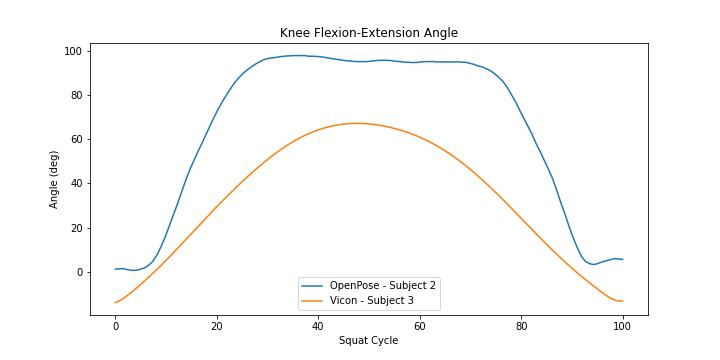 Knee Flexion-Extension Angle
100
80
60
40
20
0
Angle (deg)
OpenPose - Subject 2
Vicon - Subject 3
0
20
40
60
80
100
Squat Cycle